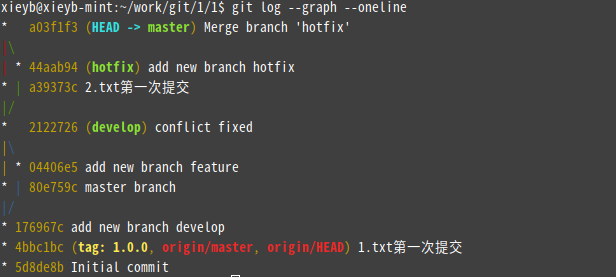 xieyb@xieyb-mint:~/work/git/1/1$ git log --graph --oneline
*   a03f1f3 (HEAD -> master) Merge branch 'hotfix'
|\
| * 44aab94 (hotfix) add new branch hotfix
* | a39373c 2.txt第一次提交
|/
*   2122726 (develop) conflict fixed
|\
| * 04406e5 add new branch feature
* | 80e759c master branch
|/
* 176967c add new branch develop
* 4bbc1bc (tag: 1.0.0, origin/master, origin/HEAD) 1.txt第一次提交
* 5d8de8b Initial commit